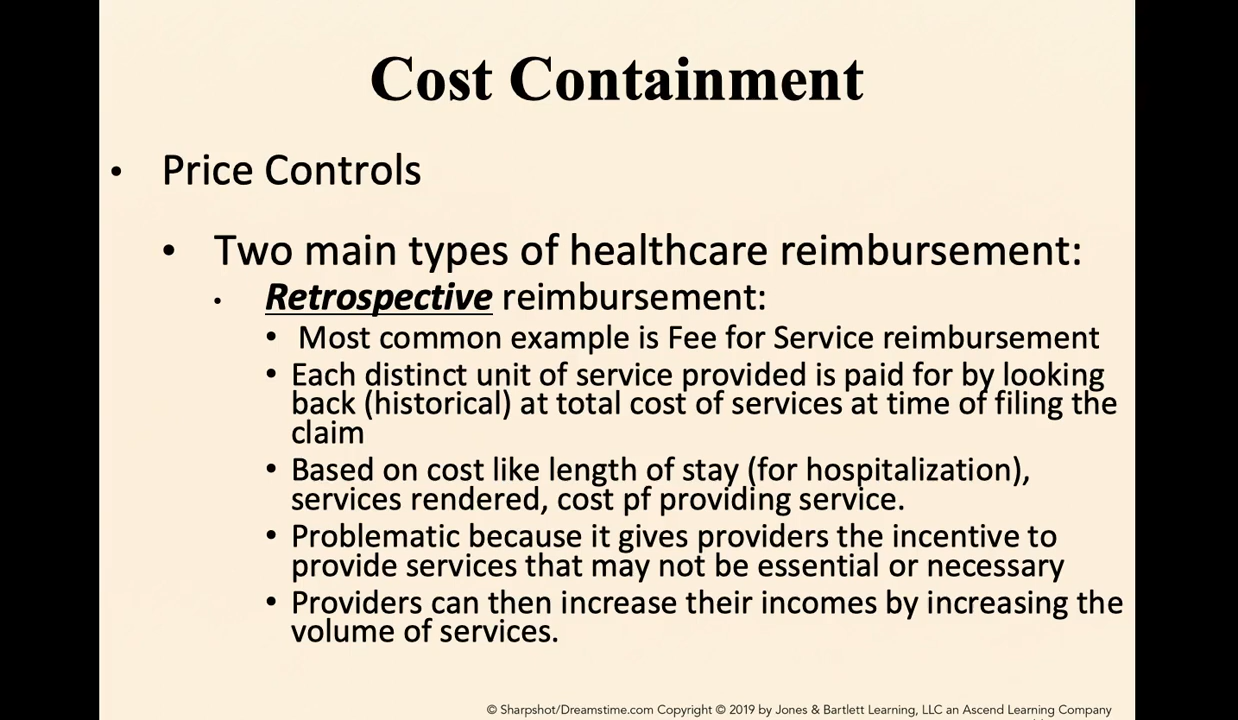 Cost Containment
• Price Controls
• Two main types of healthcare reimbursement:
• Retrospective reimbursement:
• Most common example is Fee for Service reimbursement
• Each distinct unit of service provided is paid for by looking
back (historical) at total cost of services at time of filing the
claim
• Based on cost like length of stay (for hospitalization),
services rendered, cost pf providing service.
• Problematic because it gives providers the incentive to
provide services that may not be essential or necessary
• Providers can then increase their incomes by increasing the
volume of services.
© Sharpshot/Dreamstime.com Copyright © 2019 by Jones & Bartlett Learning, LLC an Ascend Learning Company